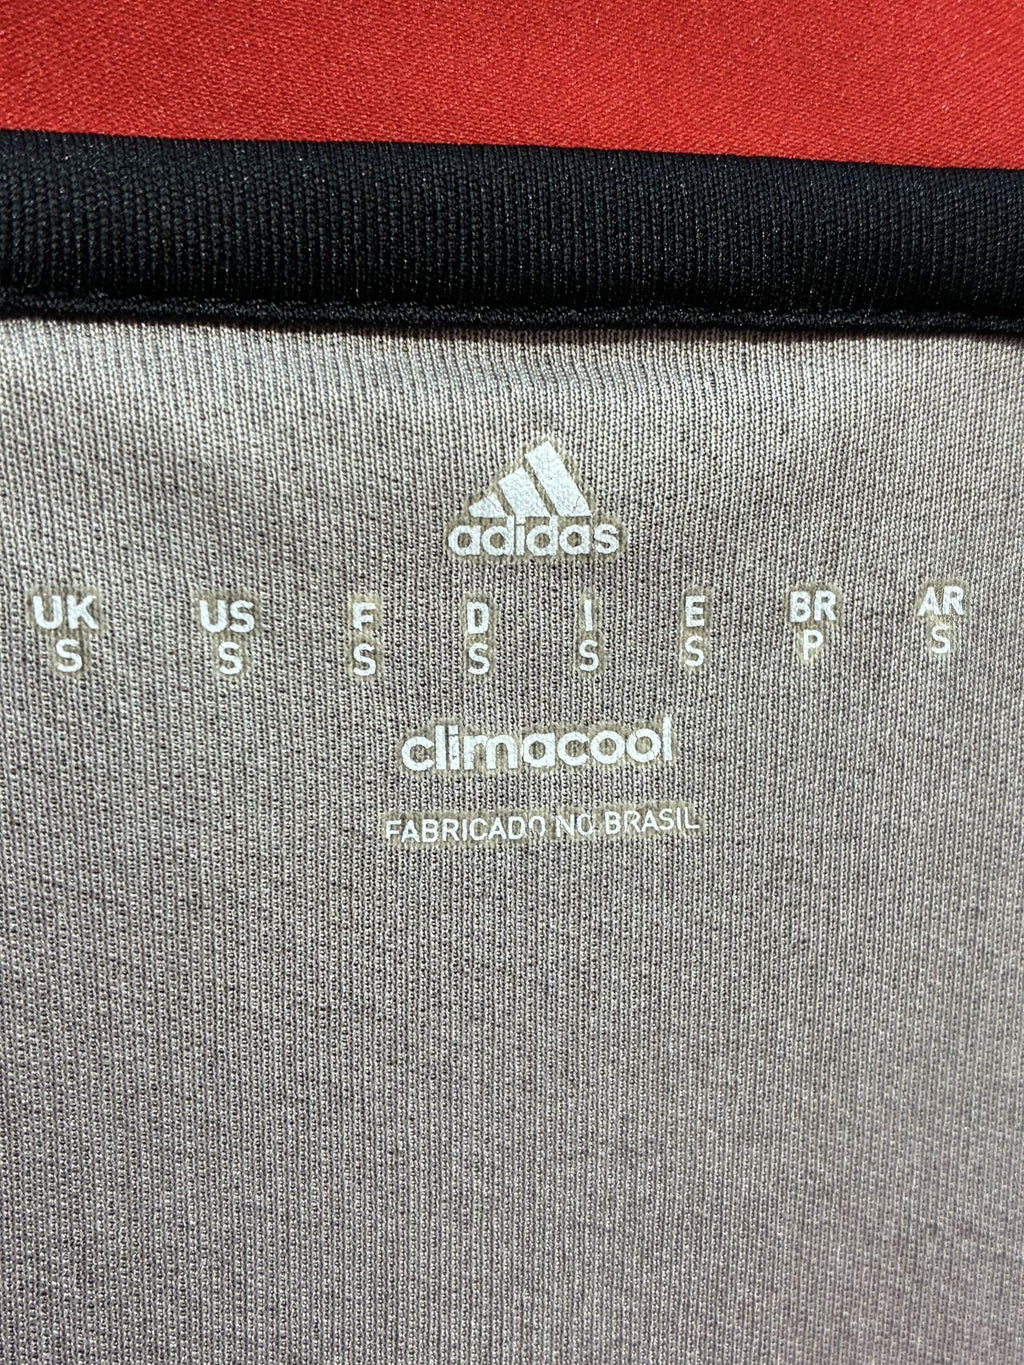 adidas
UK US F D I E BR AR
S S S S S S P S
climacool
FABRICADO NO BRASIL